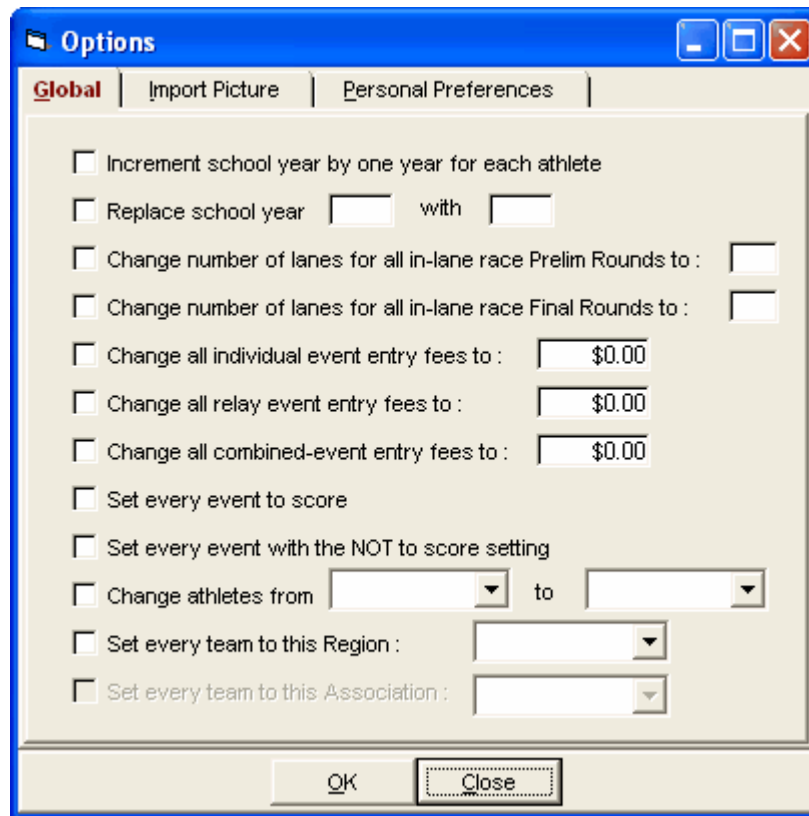 Options
Global Import Picture Personal Preferences
Increment school year by one year for each athlete
Replace school year with
Change number of lanes for all in-lane race Prelim Rounds to :
Change number of lanes for all in-lane race Final Rounds to :
Change all individual event entry fees to : $0.00
Change all relay event entry fees to : $0.00
Change all combined-event entry fees to : $0.00
Set every event to score
Set every event with the NOT to score setting
Change athletes from to
Set every team to this Region :
Set every team to this Association :
OK Close